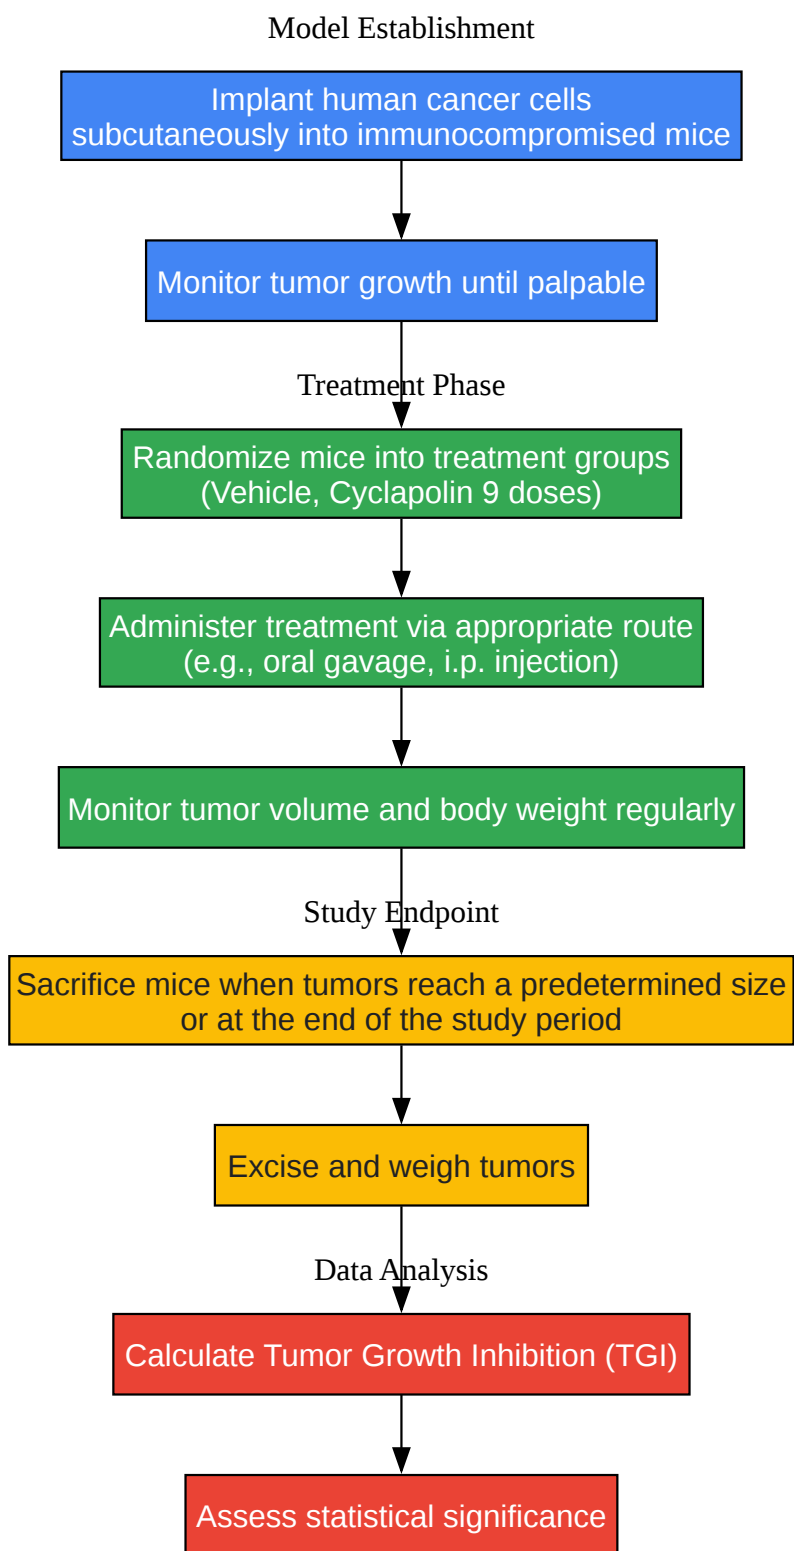 Model Establishment
Implant human cancer cells
subcutaneously into immunocompromised mice
Monitor tumor growth until palpable
Treatment Phase
Randomize mice into treatment groups
(Vehicle, Cyclapolin 9 doses)
Administer treatment via appropriate route
(e.g., oral gavage, i.p. injection)
Monitor tumor volume and body weight regularly
Study Endpoint
Sacrifice mice when tumors reach a predetermined size
or at the end of the study period
Excise and weigh tumors
Data Analysis
Calculate Tumor Growth Inhibition (TGI)
Assess statistical significance